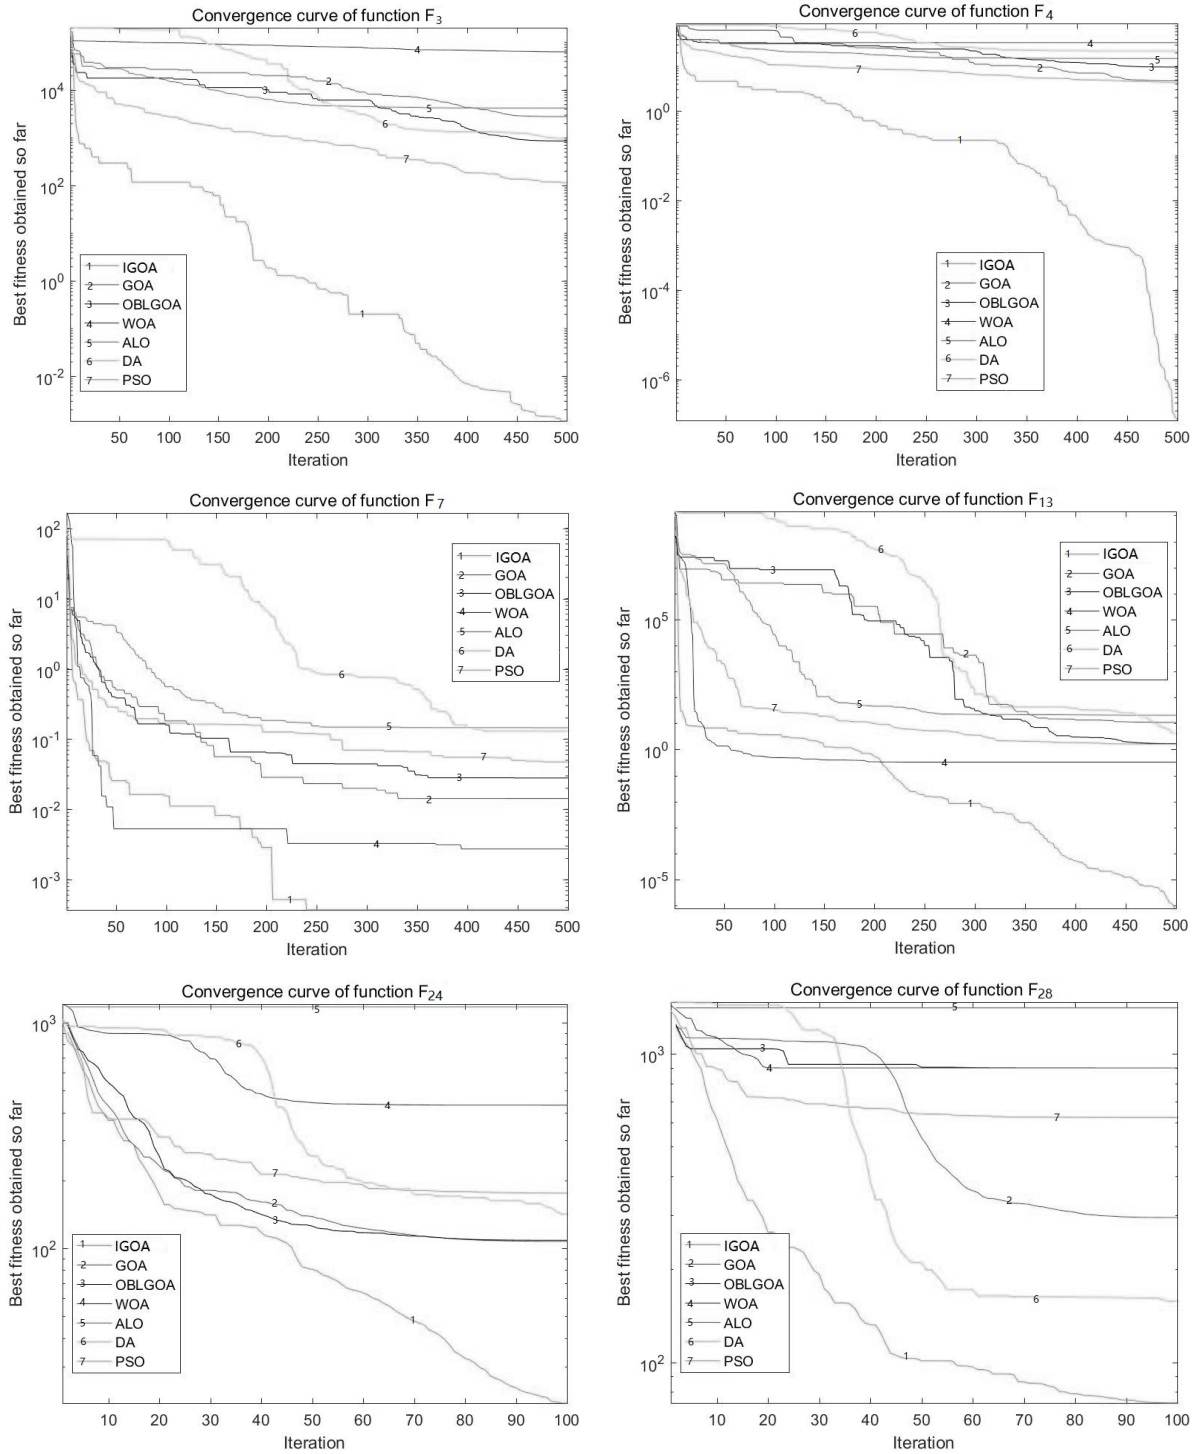 Convergence curve of function F3
Best fitness obtained so far
10^4
10^2
10^0
10^-2
4
2
3
5
6
7
1
1 IGOA
2 GOA
3 OBLGOA
4 WOA
5 ALO
6 DA
7 PSO
50 100 150 200 250 300 350 400 450 500
Iteration
Convergence curve of function F4
Best fitness obtained so far
10^0
10^-2
10^-4
10^-6
6
4
5
3
2
7
1
1 IGOA
2 GOA
3 OBLGOA
4 WOA
5 ALO
6 DA
7 PSO
50 100 150 200 250 300 350 400 450 500
Iteration
Convergence curve of function F7
Best fitness obtained so far
10^2
10^1
10^0
10^-1
10^-2
10^-3
6
5
7
3
2
4
1
1 IGOA
2 GOA
3 OBLGOA
4 WOA
5 ALO
6 DA
7 PSO
50 100 150 200 250 300 350 400 450 500
Iteration
Convergence curve of function F13
Best fitness obtained so far
10^5
10^0
10^-5
6
3
2
5
7
4
1
1 IGOA
2 GOA
3 OBLGOA
4 WOA
5 ALO
6 DA
7 PSO
50 100 150 200 250 300 350 400 450 500
Iteration
Convergence curve of function F24
Best fitness obtained so far
10^3
10^2
5
6
4
7
2
3
1
1 IGOA
2 GOA
3 OBLGOA
4 WOA
5 ALO
6 DA
7 PSO
10 20 30 40 50 60 70 80 90 100
Iteration
Convergence curve of function F28
Best fitness obtained so far
10^3
10^2
5
3
4
7
2
6
1
1 IGOA
2 GOA
3 OBLGOA
4 WOA
5 ALO
6 DA
7 PSO
10 20 30 40 50 60 70 80 90 100
Iteration